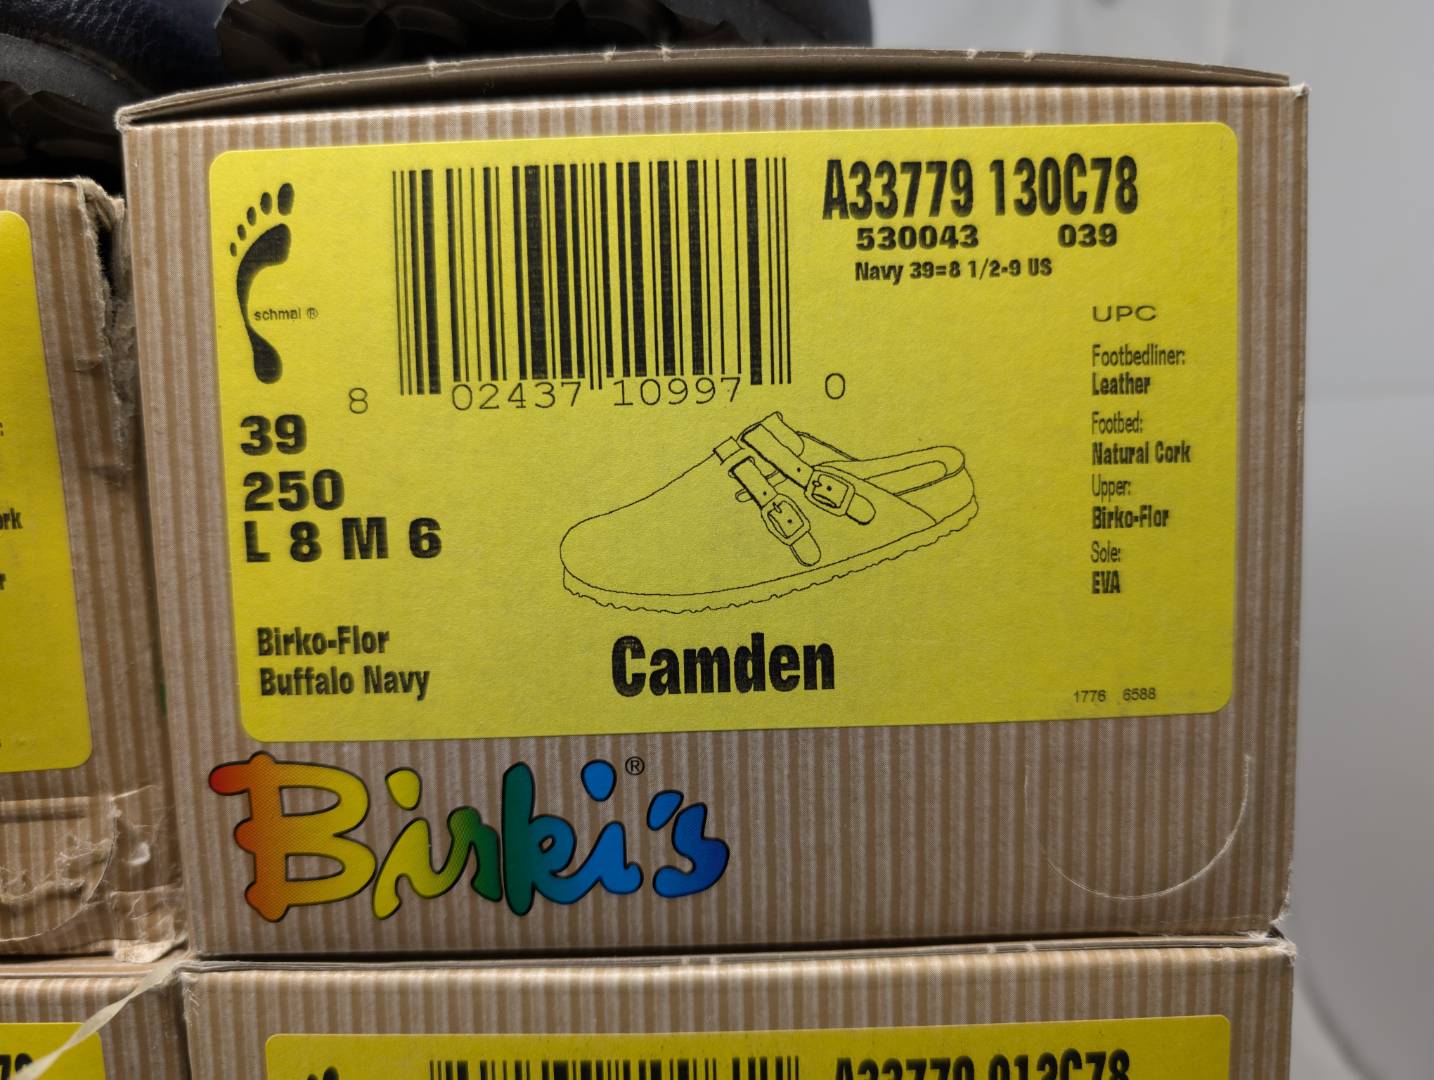 A33779 130C78
530043 039
Navy 39=8 1/2-9 US
schmal ®
8 02437 10997 0
39
250
L 8 M 6
UPC
Footbedliner:
Leather
Footbed:
Natural Cork
Upper:
Birko-Flor
Sole:
EVA
Birko-Flor
Buffalo Navy
Camden
1776 6588
Birki's®
A33779 013C78